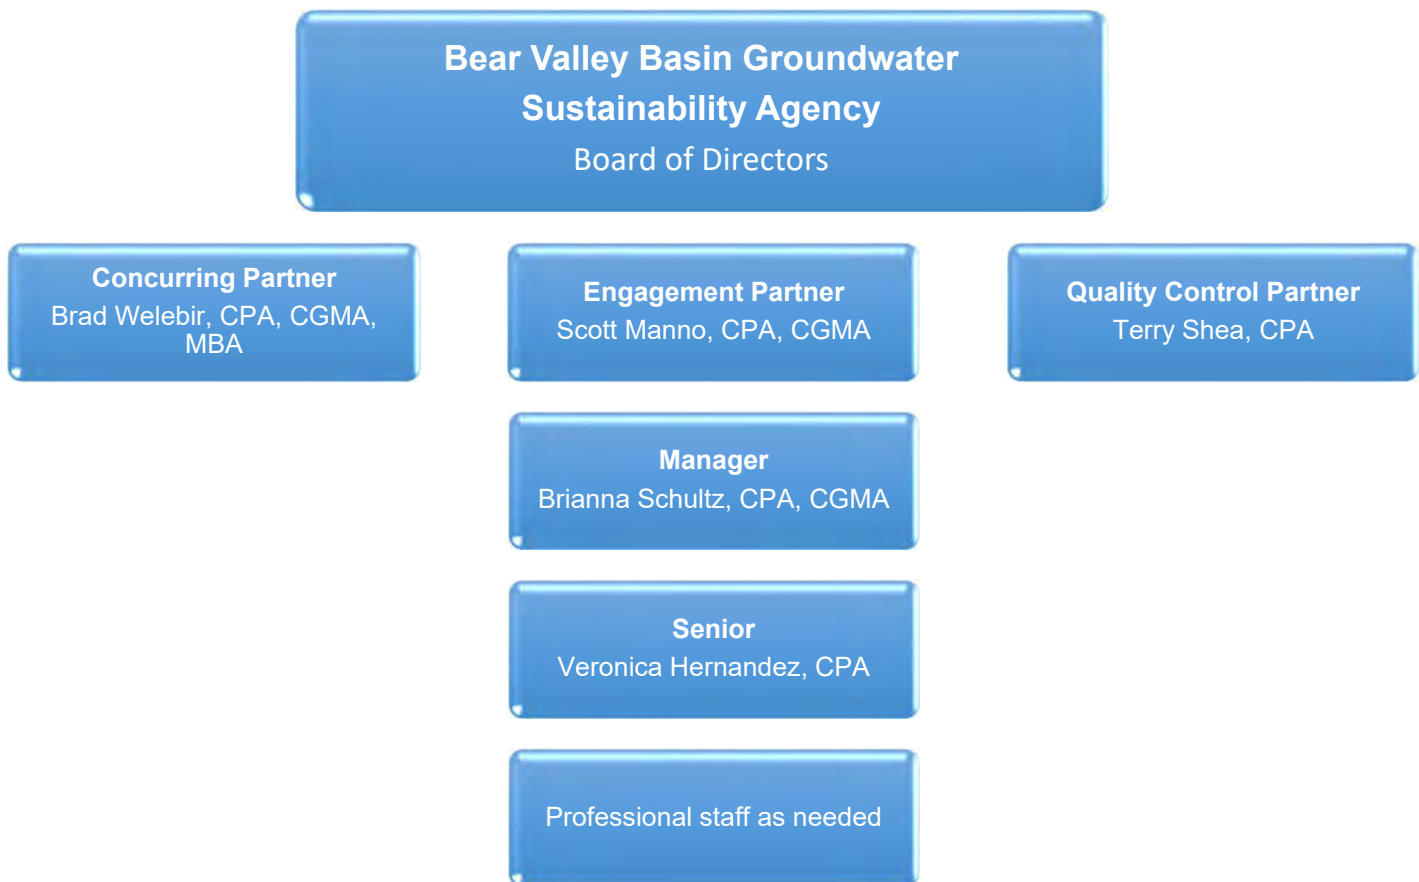 Bear Valley Basin Groundwater
Sustainability Agency
Board of Directors
Concurring Partner
Brad Welebir, CPA, CGMA,
MBA
Engagement Partner
Scott Manno, CPA, CGMA
Quality Control Partner
Terry Shea, CPA
Manager
Brianna Schultz, CPA, CGMA
Senior
Veronica Hernandez, CPA
Professional staff as needed